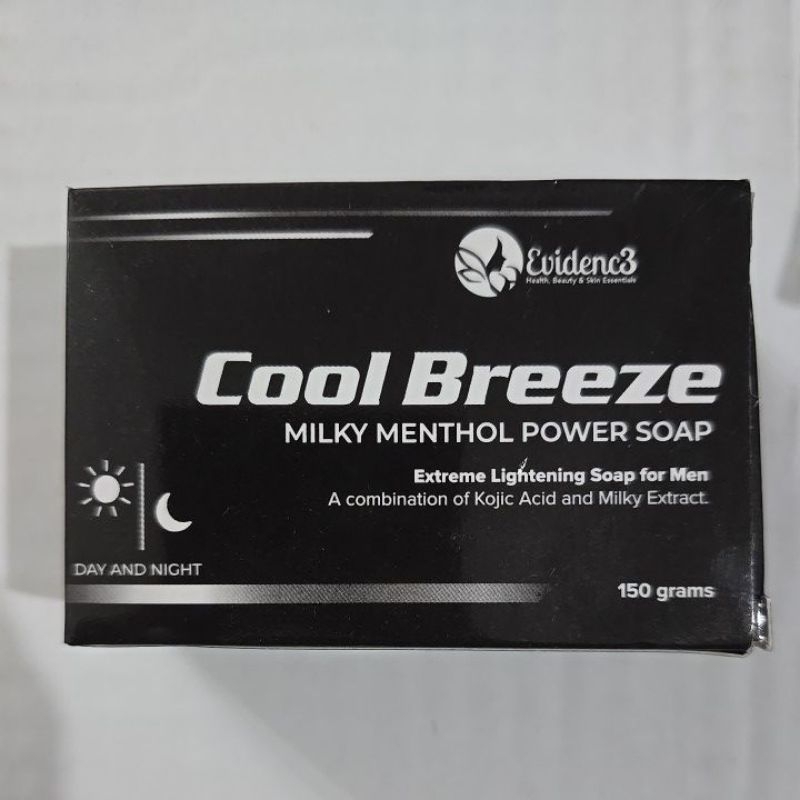 Evidenc3
Health, Beauty & Skin Essentials
Cool Breeze
MILKY MENTHOL POWER SOAP
Extreme Lightening Soap for Men
A combination of Kojic Acid and Milky Extract.
DAY AND NIGHT
150 grams